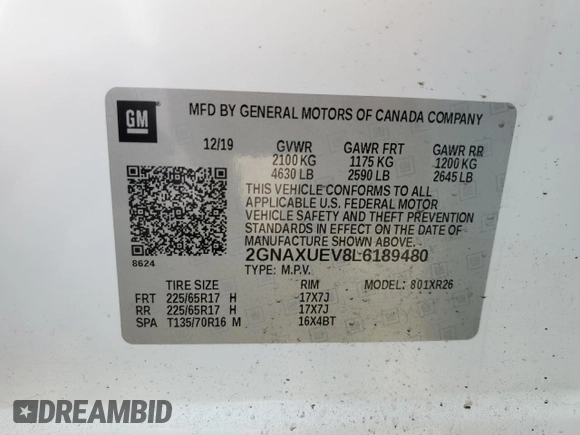 GM
MFD BY GENERAL MOTORS OF CANADA COMPANY
12/19 GVWR GAWR FRT GAWR RR
2100 KG 1175 KG 1200 KG
4630 LB 2590 LB 2645 LB
THIS VEHICLE CONFORMS TO ALL
APPLICABLE U.S. FEDERAL MOTOR
VEHICLE SAFETY AND THEFT PREVENTION
STANDARDS IN EFFECT ON THE DATE OF
MANUFACTURE SHOWN ABOVE.
8624 2GNAXUEV8L6189480
TYPE: M.P.V. MODEL: 801XR26
TIRE SIZE RIM
FRT 225/65R17 H 17X7J
RR 225/65R17 H 17X7J
SPA T135/70R16 M 16X4BT
DREAMBID